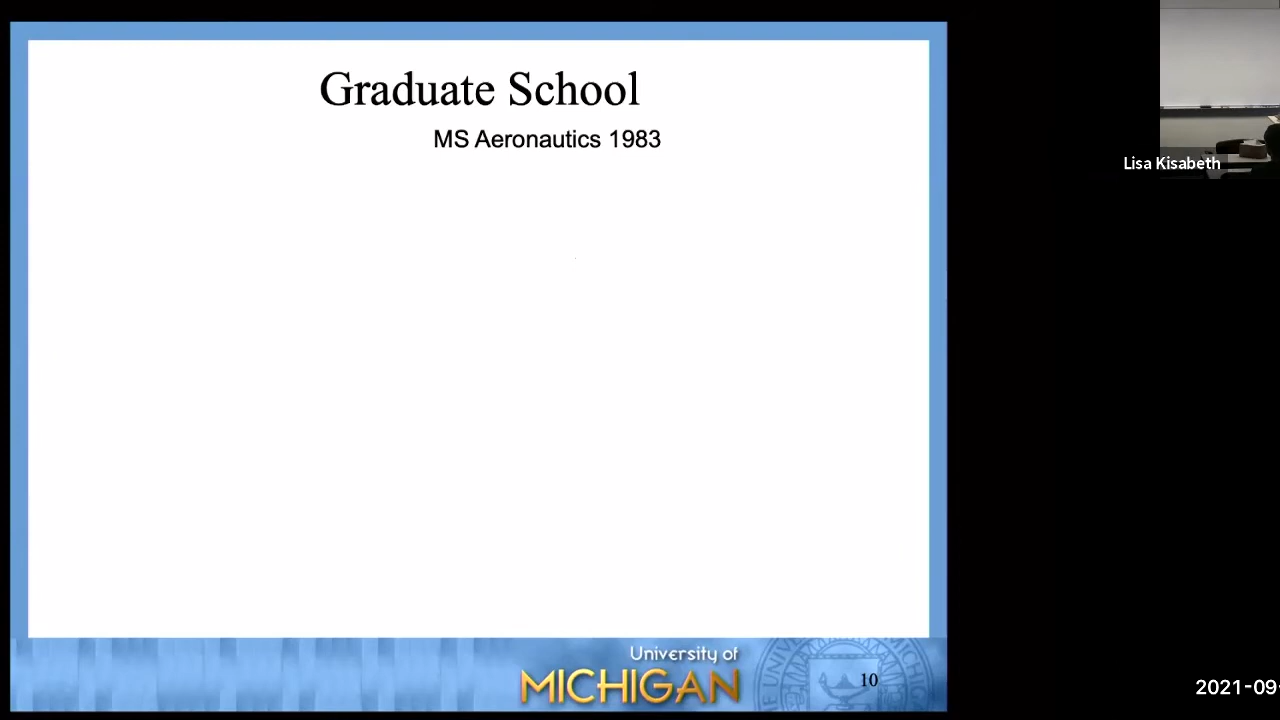 Graduate School
MS Aeronautics 1983
Lisa Kisabeth
University of
MICHIGAN
10
2021-09-